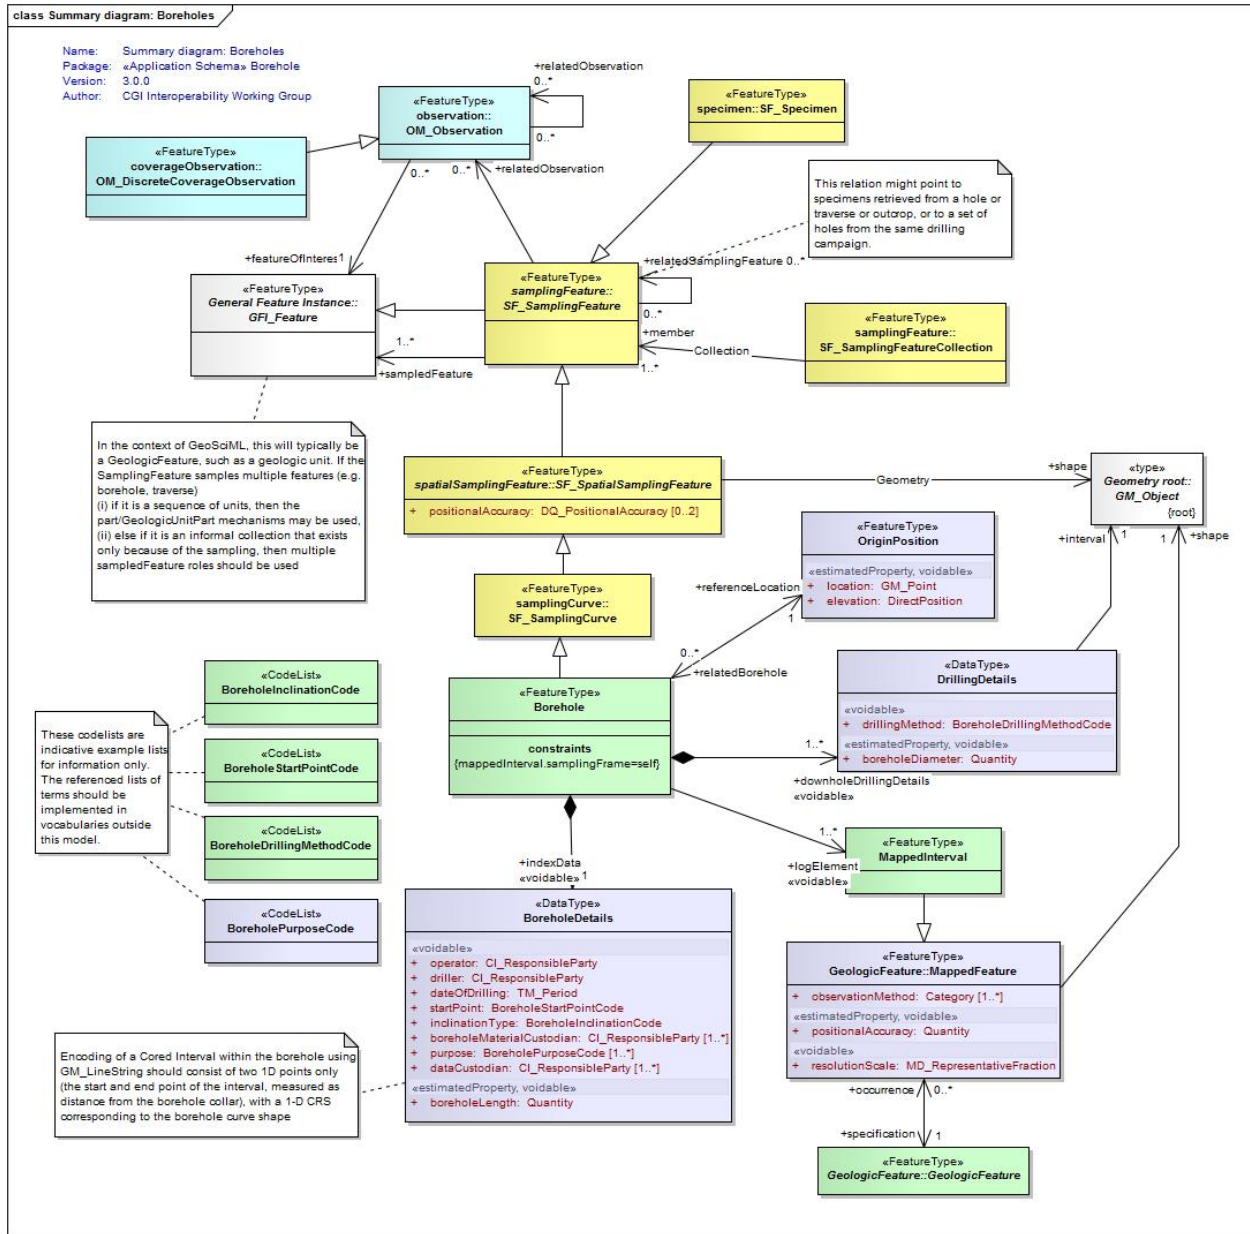 class Summary diagram: Boreholes
Name: Summary diagram: Boreholes
Package: «Application Schema» Borehole
Version: 3.0.0
Author: CGI Interoperability Working Group
+relatedObservation
0..*
«FeatureType»
observation::
OM_Observation
0..*
«FeatureType»
specimen::SF_Specimen
«FeatureType»
coverageObservation::
OM_DiscreteCoverageObservation
0..*
0..*
+relatedObservation
This relation might point to
specimens retrieved from a hole or
traverse or outcrop, or to a set of
holes from the same drilling
campaign.
+featureOfInteres 1
«FeatureType»
General Feature Instance::
GFI_Feature
«FeatureType»
samplingFeature::
SF_SamplingFeature
+relatedSamplingFeature 0..*
0..*
+member
Collection
1..*
«FeatureType»
samplingFeature::
SF_SamplingFeatureCollection
1..*
+sampledFeature
In the context of GeoSciML, this will typically be
a GeologicFeature, such as a geologic unit. If the
SamplingFeature samples multiple features (e.g.
borehole, traverse)
(i) if it is a sequence of units, then the
part/GeologicUnitPart mechanisms may be used,
(ii) else if it is an informal collection that exists
only because of the sampling, then multiple
sampledFeature roles should be used
«FeatureType»
spatialSamplingFeature::SF_SpatialSamplingFeature
+ positionalAccuracy: DQ_PositionalAccuracy [0..2]
Geometry
+shape
1
«type»
Geometry root::
GM_Object
{root}
+interval 1
1 +shape
«FeatureType»
OriginPosition
«estimatedProperty, voidable»
+ location: GM_Point
+ elevation: DirectPosition
«FeatureType»
samplingCurve::
SF_SamplingCurve
+referenceLocation
1
0..*
+relatedBorehole
«FeatureType»
Borehole
constraints
{mappedInterval.samplingFrame=self}
«DataType»
DrillingDetails
«voidable»
+ drillingMethod: BoreholeDrillingMethodCode
«estimatedProperty, voidable»
+ boreholeDiameter: Quantity
1..*
+downholeDrillingDetails
«voidable»
These codelists are
indicative example lists
for information only.
The referenced lists of
terms should be
implemented in
vocabularies outside
this model.
«CodeList»
BoreholeInclinationCode
«CodeList»
BoreholeStartPointCode
«CodeList»
BoreholeDrillingMethodCode
«CodeList»
BoreholePurposeCode
1..*
+logElement
«voidable»
«FeatureType»
MappedInterval
+indexData
«voidable» 1
«DataType»
BoreholeDetails
«voidable»
+ operator: CI_ResponsibleParty
+ driller: CI_ResponsibleParty
+ dateOfDrilling: TM_Period
+ startPoint: BoreholeStartPointCode
+ inclinationType: BoreholeInclinationCode
+ boreholeMaterialCustodian: CI_ResponsibleParty [1..*]
+ purpose: BoreholePurposeCode [1..*]
+ dataCustodian: CI_ResponsibleParty [1..*]
«estimatedProperty, voidable»
+ boreholeLength: Quantity
Encoding of a Cored Interval within the borehole using
GM_LineString should consist of two 1D points only
(the start and end point of the interval, measured as
distance from the borehole collar), with a 1-D CRS
corresponding to the borehole curve shape
«FeatureType»
GeologicFeature::MappedFeature
+ observationMethod: Category [1..*]
«estimatedProperty, voidable»
+ positionalAccuracy: Quantity
«voidable»
+ resolutionScale: MD_RepresentativeFraction
+occurrence 0..*
+specification 1
«FeatureType»
GeologicFeature::GeologicFeature